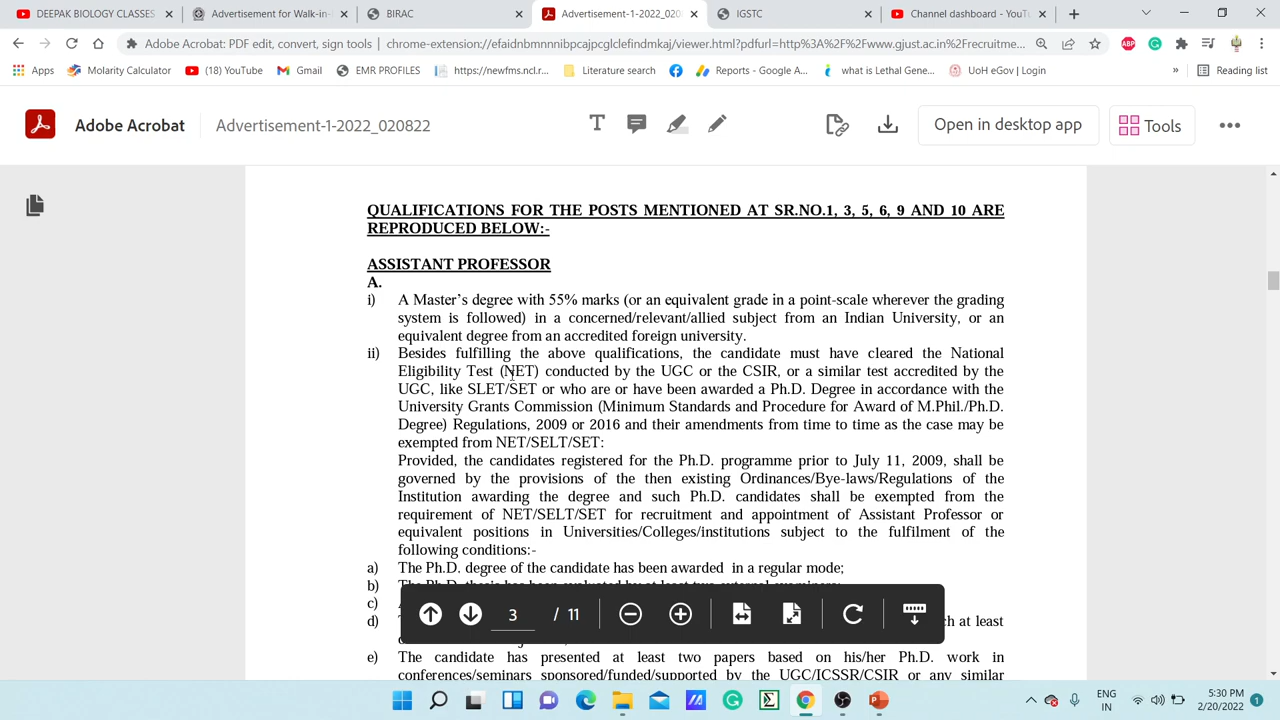 DEEPAK BIOLOGY CLASSES
Advertisement - Walk-in-
BIRAC
Advertisement-1-2022_020
IGSTC
Channel dashboard - YouTu
Adobe Acrobat: PDF edit, convert, sign tools | chrome-extension://efaidnbmnnnibpcajpcglclefindmkaj/viewer.html?pdfurl=http%3A%2F%2Fwww.gjust.ac.in%2Frecruitme...
ABP
Apps
Molarity Calculator
(18) YouTube
Gmail
EMR PROFILES
https://newfms.ncl.r...
Literature search
Reports - Google A...
what is Lethal Gene...
UoH eGov | Login
»
Reading list
Adobe Acrobat
Advertisement-1-2022_020822
Open in desktop app
Tools
QUALIFICATIONS FOR THE POSTS MENTIONED AT SR.NO.1, 3, 5, 6, 9 AND 10 ARE
REPRODUCED BELOW:-
ASSISTANT PROFESSOR
A.
i) A Master's degree with 55% marks (or an equivalent grade in a point-scale wherever the grading
system is followed) in a concerned/relevant/allied subject from an Indian University, or an
equivalent degree from an accredited foreign university.
ii) Besides fulfilling the above qualifications, the candidate must have cleared the National
Eligibility Test (NET) conducted by the UGC or the CSIR, or a similar test accredited by the
UGC, like SLET/SET or who are or have been awarded a Ph.D. Degree in accordance with the
University Grants Commission (Minimum Standards and Procedure for Award of M.Phil./Ph.D.
Degree) Regulations, 2009 or 2016 and their amendments from time to time as the case may be
exempted from NET/SELT/SET:
Provided, the candidates registered for the Ph.D. programme prior to July 11, 2009, shall be
governed by the provisions of the then existing Ordinances/Bye-laws/Regulations of the
Institution awarding the degree and such Ph.D. candidates shall be exempted from the
requirement of NET/SELT/SET for recruitment and appointment of Assistant Professor or
equivalent positions in Universities/Colleges/institutions subject to the fulfilment of the
following conditions:-
a) The Ph.D. degree of the candidate has been awarded in a regular mode;
b) The Ph.D. thesis has been evaluated by at least two external examiners;
c)
d) at least
3 / 11
e) The candidate has presented at least two papers based on his/her Ph.D. work in
conferences/seminars sponsored/funded/supported by the UGC/ICSSR/CSIR or any similar
ENG
IN
5:30 PM
2/20/2022
1